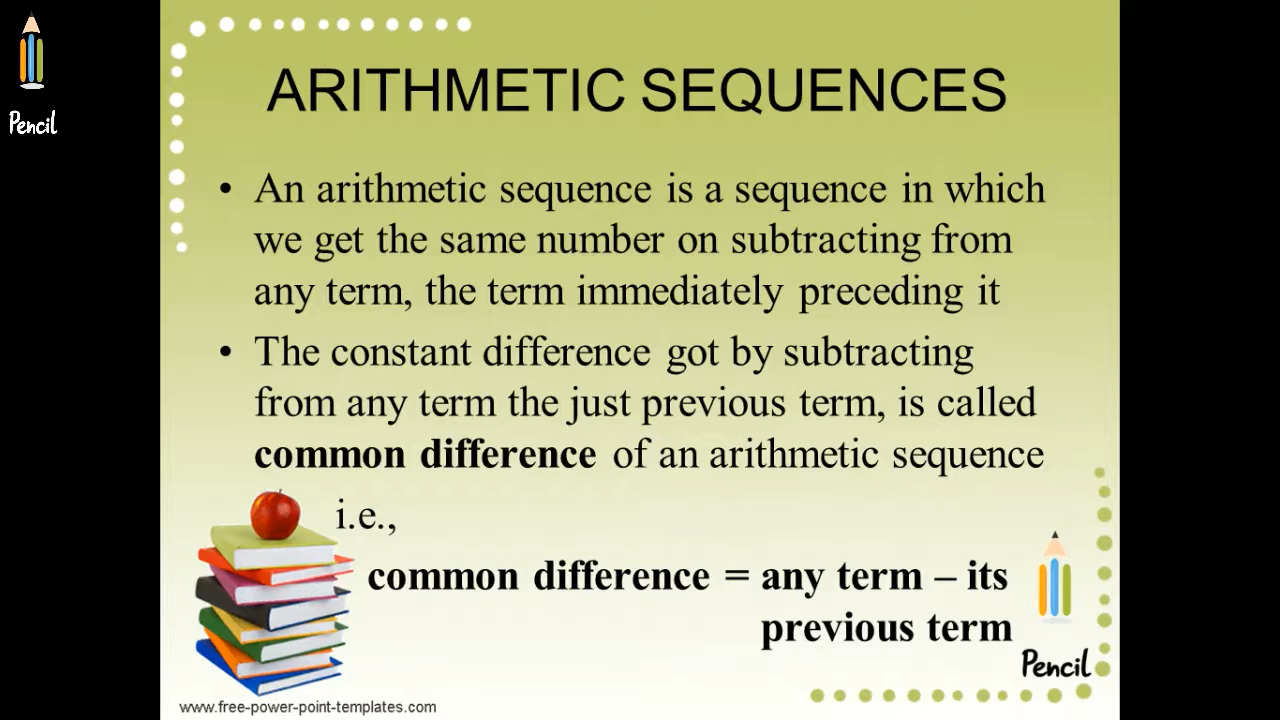 Pencil
ARITHMETIC SEQUENCES
• An arithmetic sequence is a sequence in which
we get the same number on subtracting from
any term, the term immediately preceding it
• The constant difference got by subtracting
from any term the just previous term, is called
common difference of an arithmetic sequence
i.e.,
common difference = any term – its
previous term
Pencil
www.free-power-point-templates.com